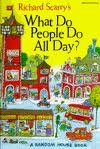 Richard Scarry's
What Do
People Do
All Day?
A RANDOM HOUSE BOOK